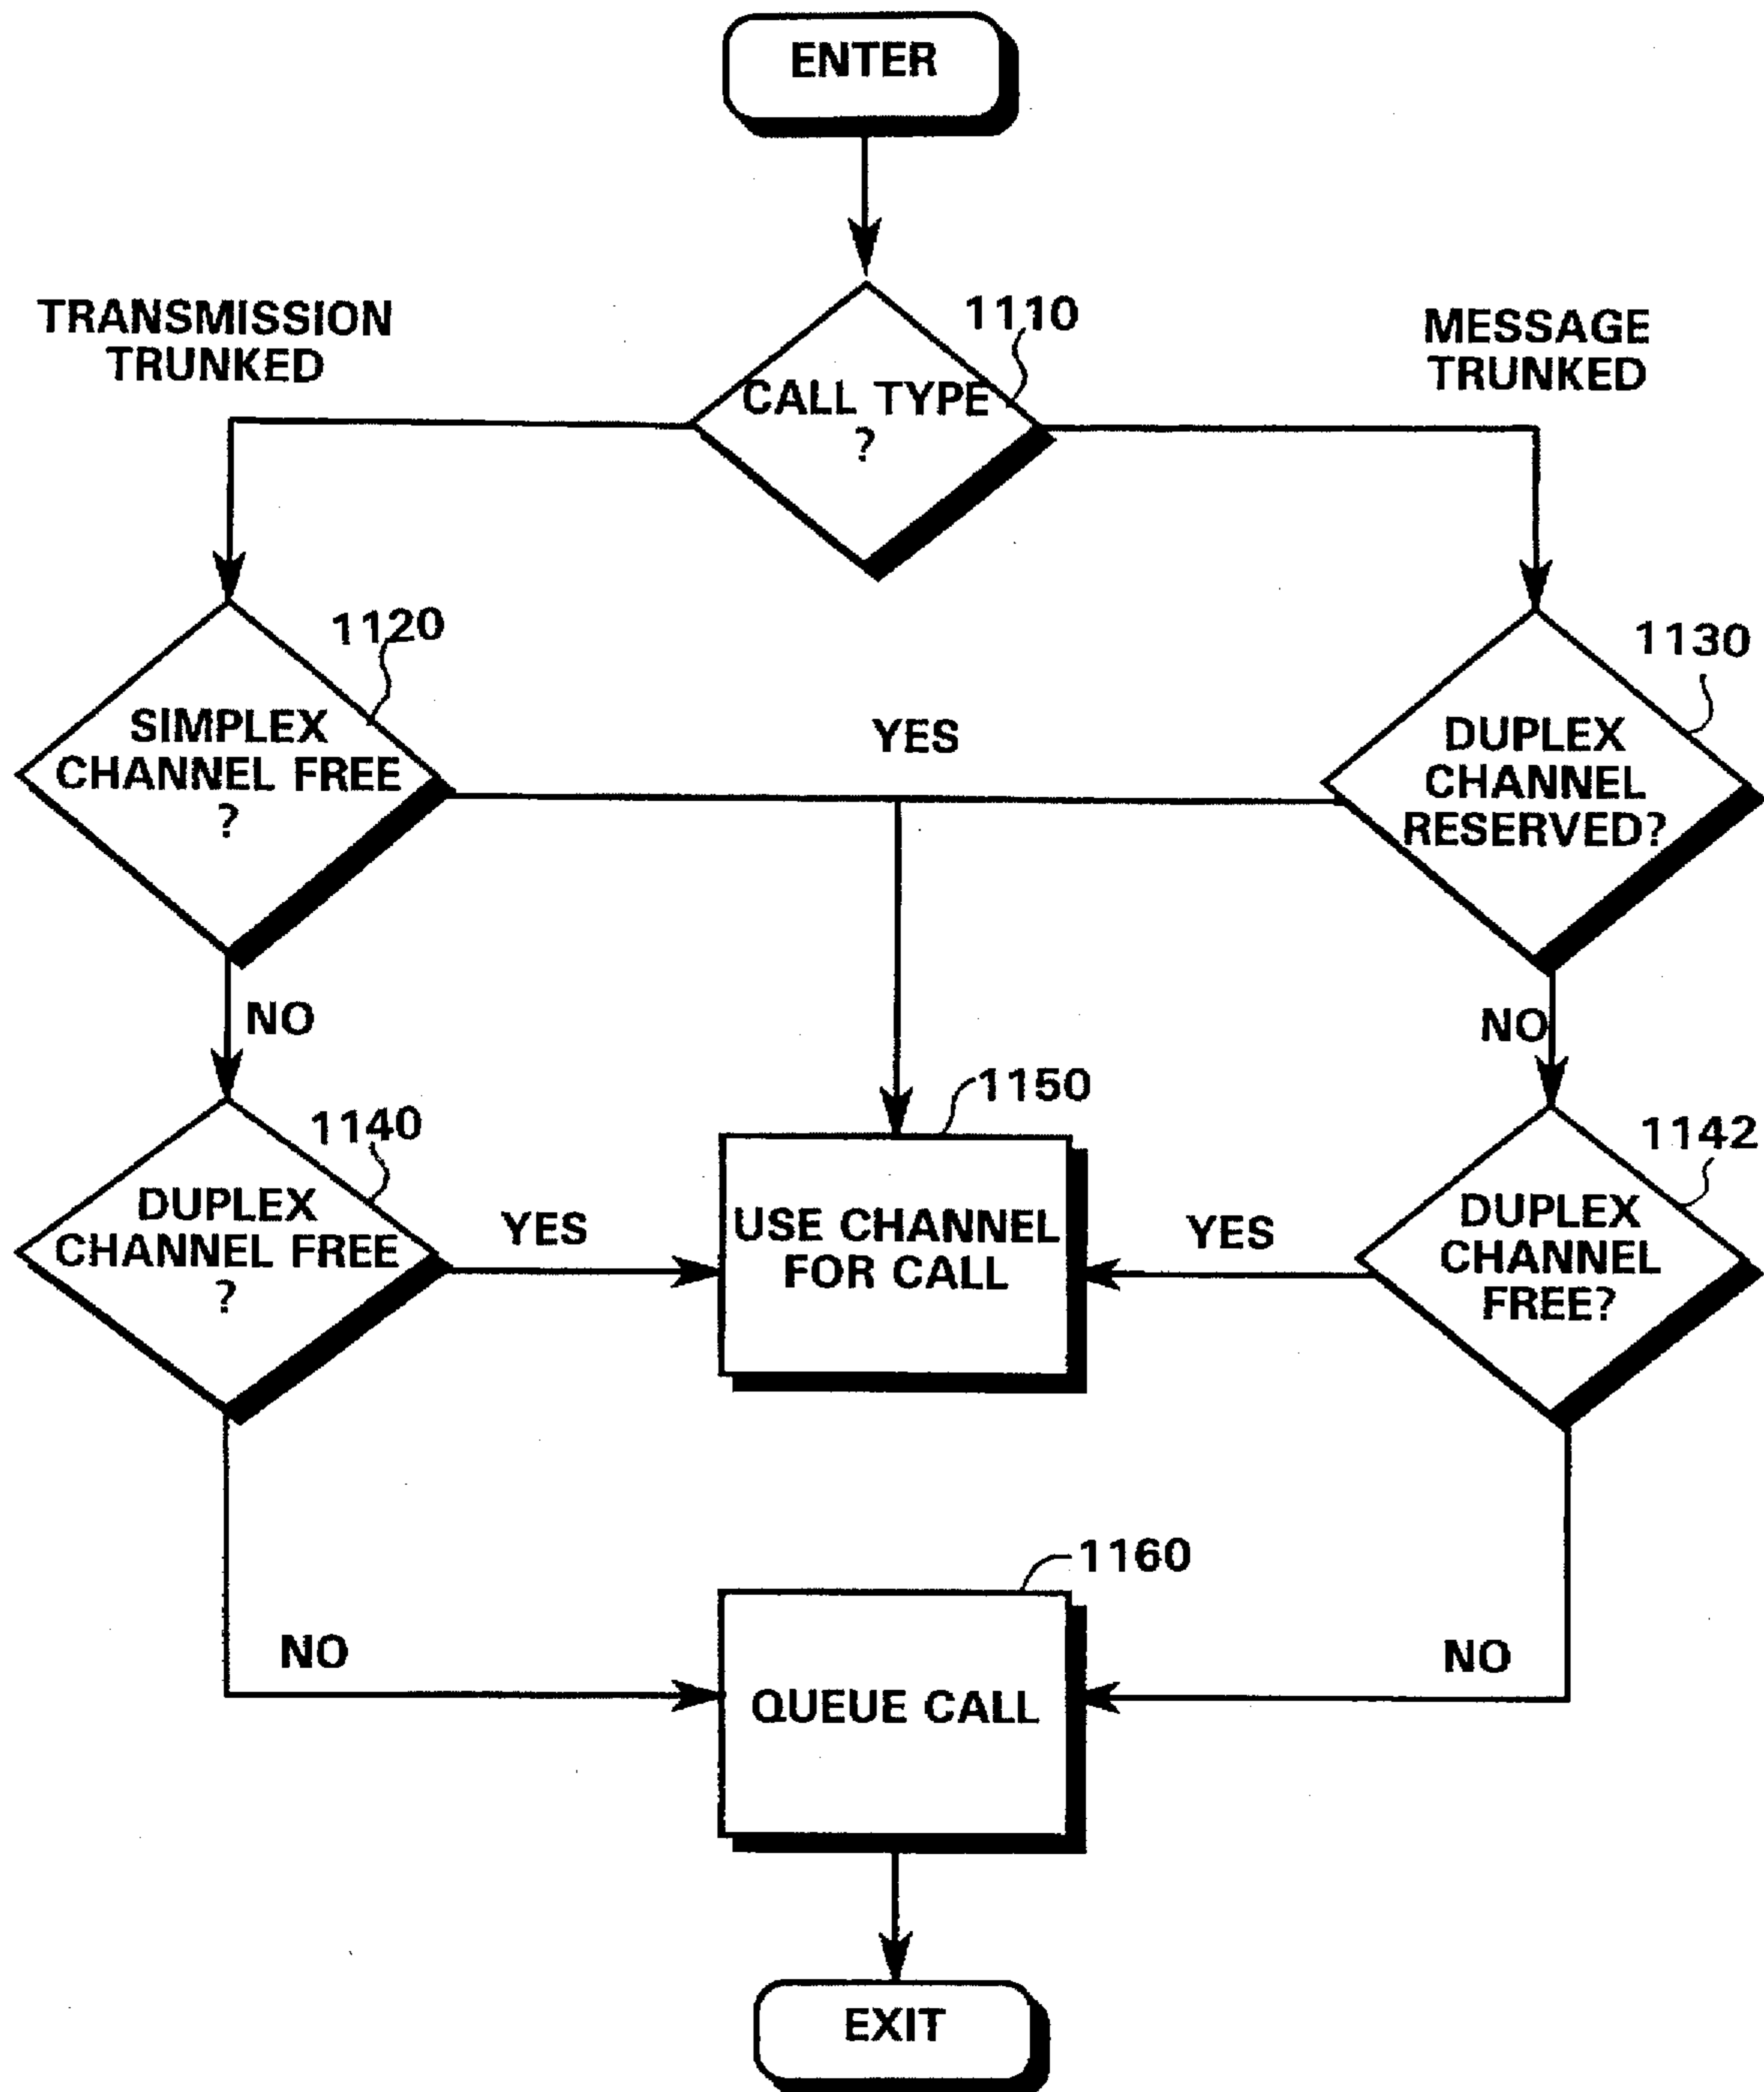 ENTER
TRANSMISSION
TRUNKED
1110
MESSAGE
TRUNKED
CALL TYPE
?
1120
1130
SIMPLEX
CHANNEL FREE
?
YES
DUPLEX
CHANNEL
RESERVED?
NO
NO
1140
1150
1142
DUPLEX
CHANNEL FREE
?
YES
USE CHANNEL
FOR CALL
YES
DUPLEX
CHANNEL
FREE?
1160
NO
QUEUE CALL
NO
EXIT